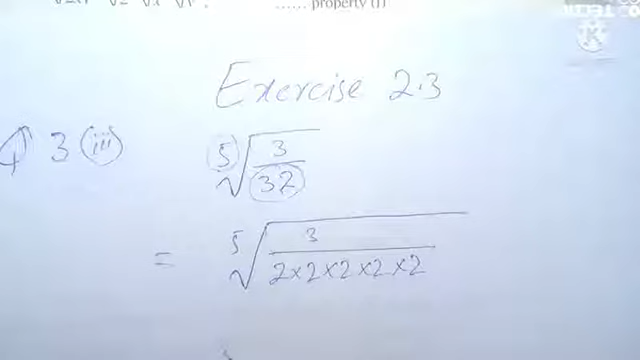 ...... property (i)
Exercise 2.3
Q 3 (iii) ⁵√(3/32)
= ⁵√(3/(2×2×2×2×2))